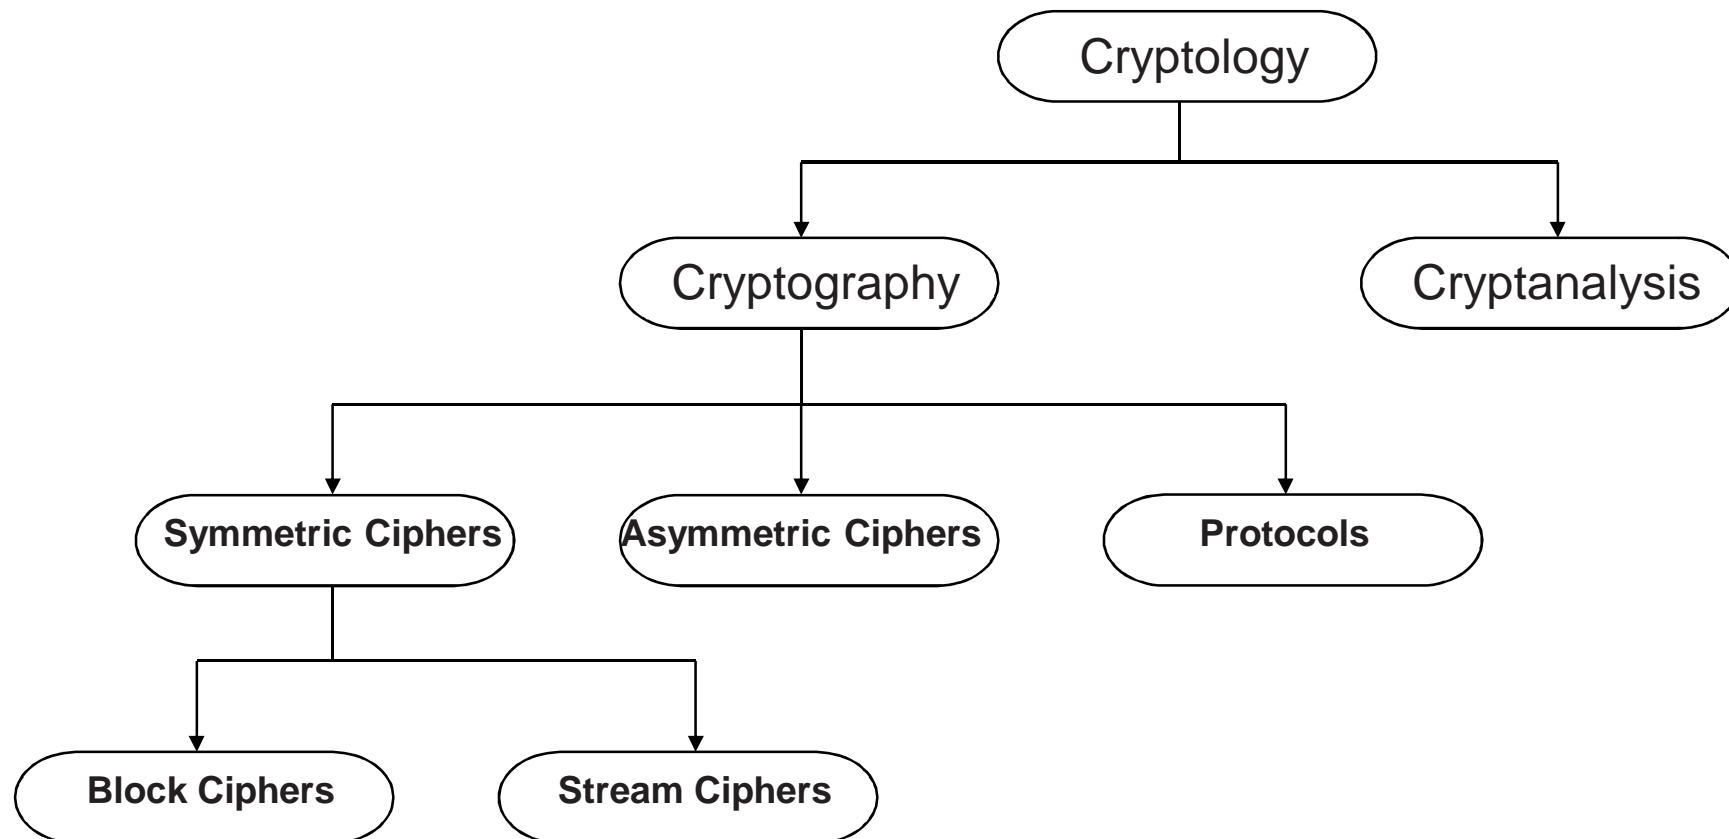 Cryptology
Cryptography
Cryptanalysis
Symmetric Ciphers
Asymmetric Ciphers
Protocols
Block Ciphers
Stream Ciphers